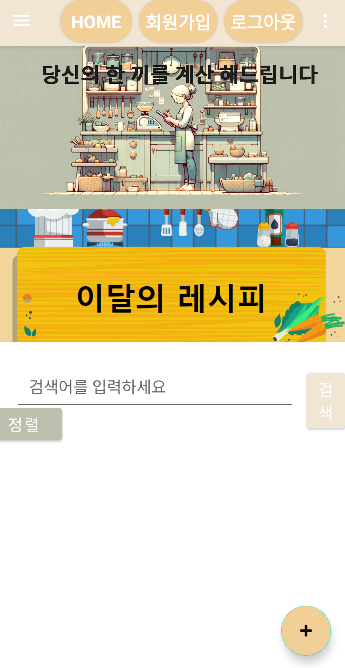 HOME 회원가입 로그아웃
당신의 한 끼를 계산 해드립니다
이달의 레시피
검색어를 입력하세요
검
색
정렬
+